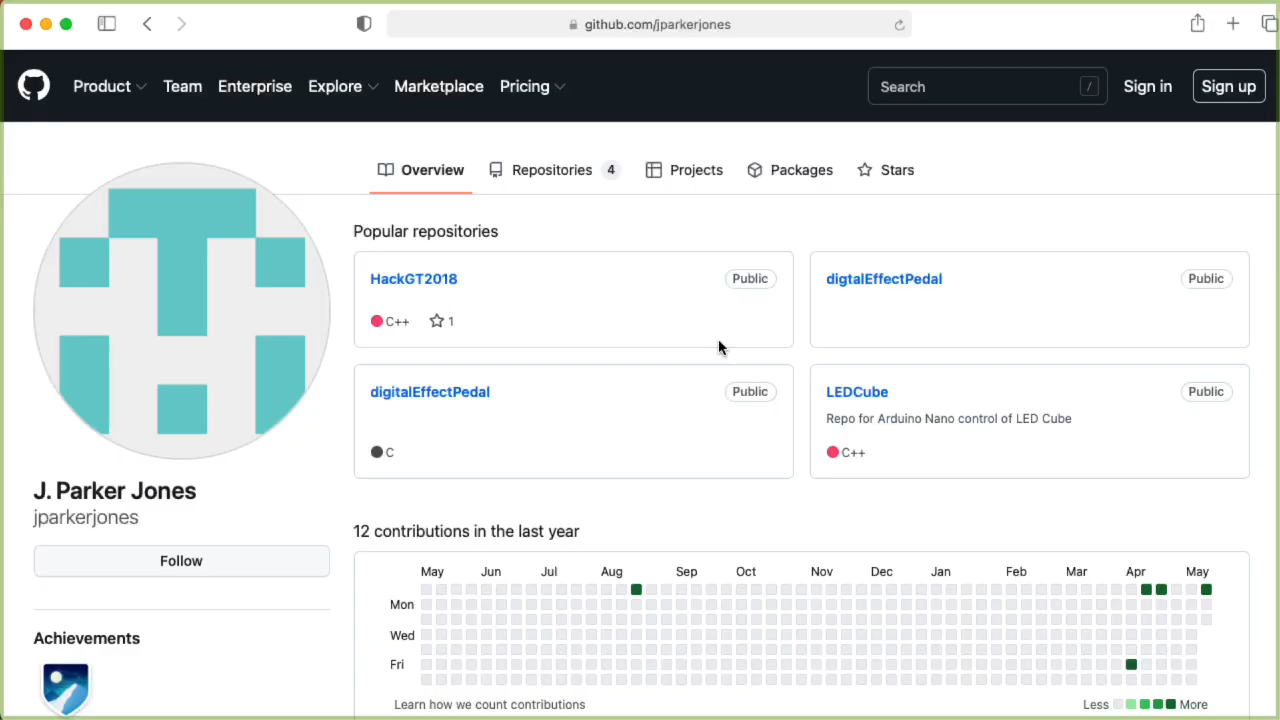 github.com/jparkerjones
Product Team Enterprise Explore Marketplace Pricing Search / Sign in Sign up
Overview Repositories 4 Projects Packages Stars
Popular repositories
HackGT2018 Public
C++ 1
digtalEffectPedal Public
digitalEffectPedal Public
C
LEDCube Public
Repo for Arduino Nano control of LED Cube
C++
J. Parker Jones
jparkerjones
Follow
Achievements
12 contributions in the last year
May Jun Jul Aug Sep Oct Nov Dec Jan Feb Mar Apr May
Mon
Wed
Fri
Learn how we count contributions Less More